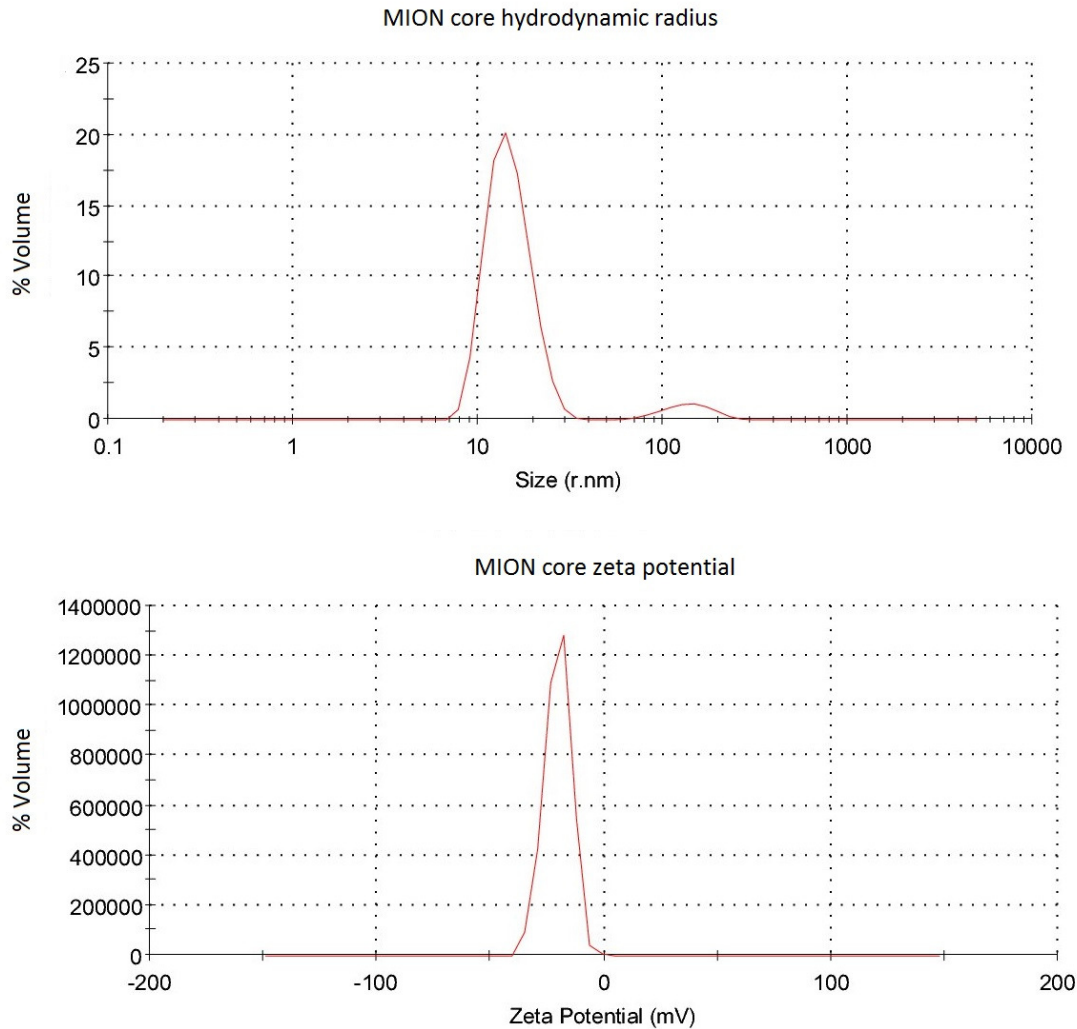 MION core hydrodynamic radius
25
20
15
10
5
0
% Volume
0.1 1 10 100 1000 10000
Size (r.nm)
MION core zeta potential
1400000
1200000
1000000
800000
600000
400000
200000
0
% Volume
-200 -100 0 100 200
Zeta Potential (mV)